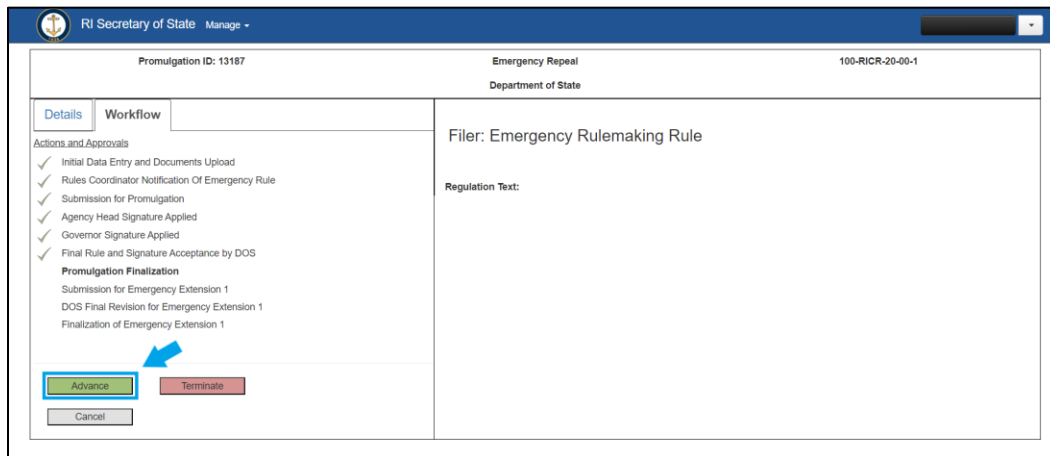 RI Secretary of State Manage
Promulgation ID: 13187 Emergency Repeal 100-RICR-20-00-1
Department of State
Details Workflow
Actions and Approvals
Initial Data Entry and Documents Upload
Rules Coordinator Notification Of Emergency Rule
Submission for Promulgation
Agency Head Signature Applied
Governor Signature Applied
Final Rule and Signature Acceptance by DOS
Promulgation Finalization
Submission for Emergency Extension 1
DOS Final Revision for Emergency Extension 1
Finalization of Emergency Extension 1
Advance Terminate
Cancel
Filer: Emergency Rulemaking Rule
Regulation Text: